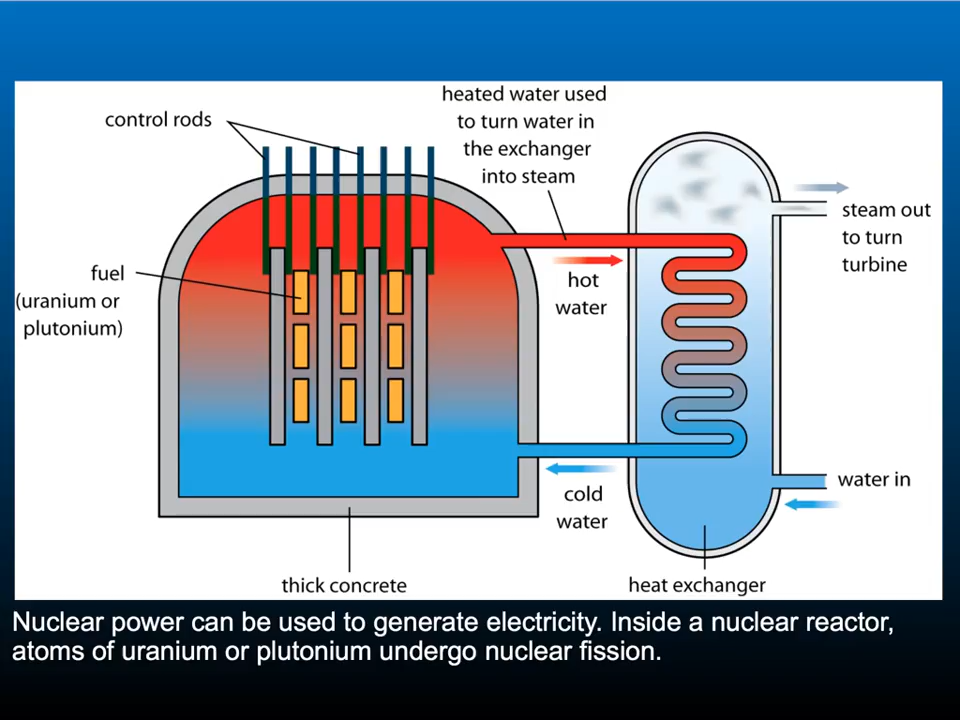 control rods
heated water used
to turn water in
the exchanger
into steam
steam out
to turn
turbine
fuel
(uranium or
plutonium)
hot
water
cold
water
water in
thick concrete
heat exchanger
Nuclear power can be used to generate electricity. Inside a nuclear reactor,
atoms of uranium or plutonium undergo nuclear fission.